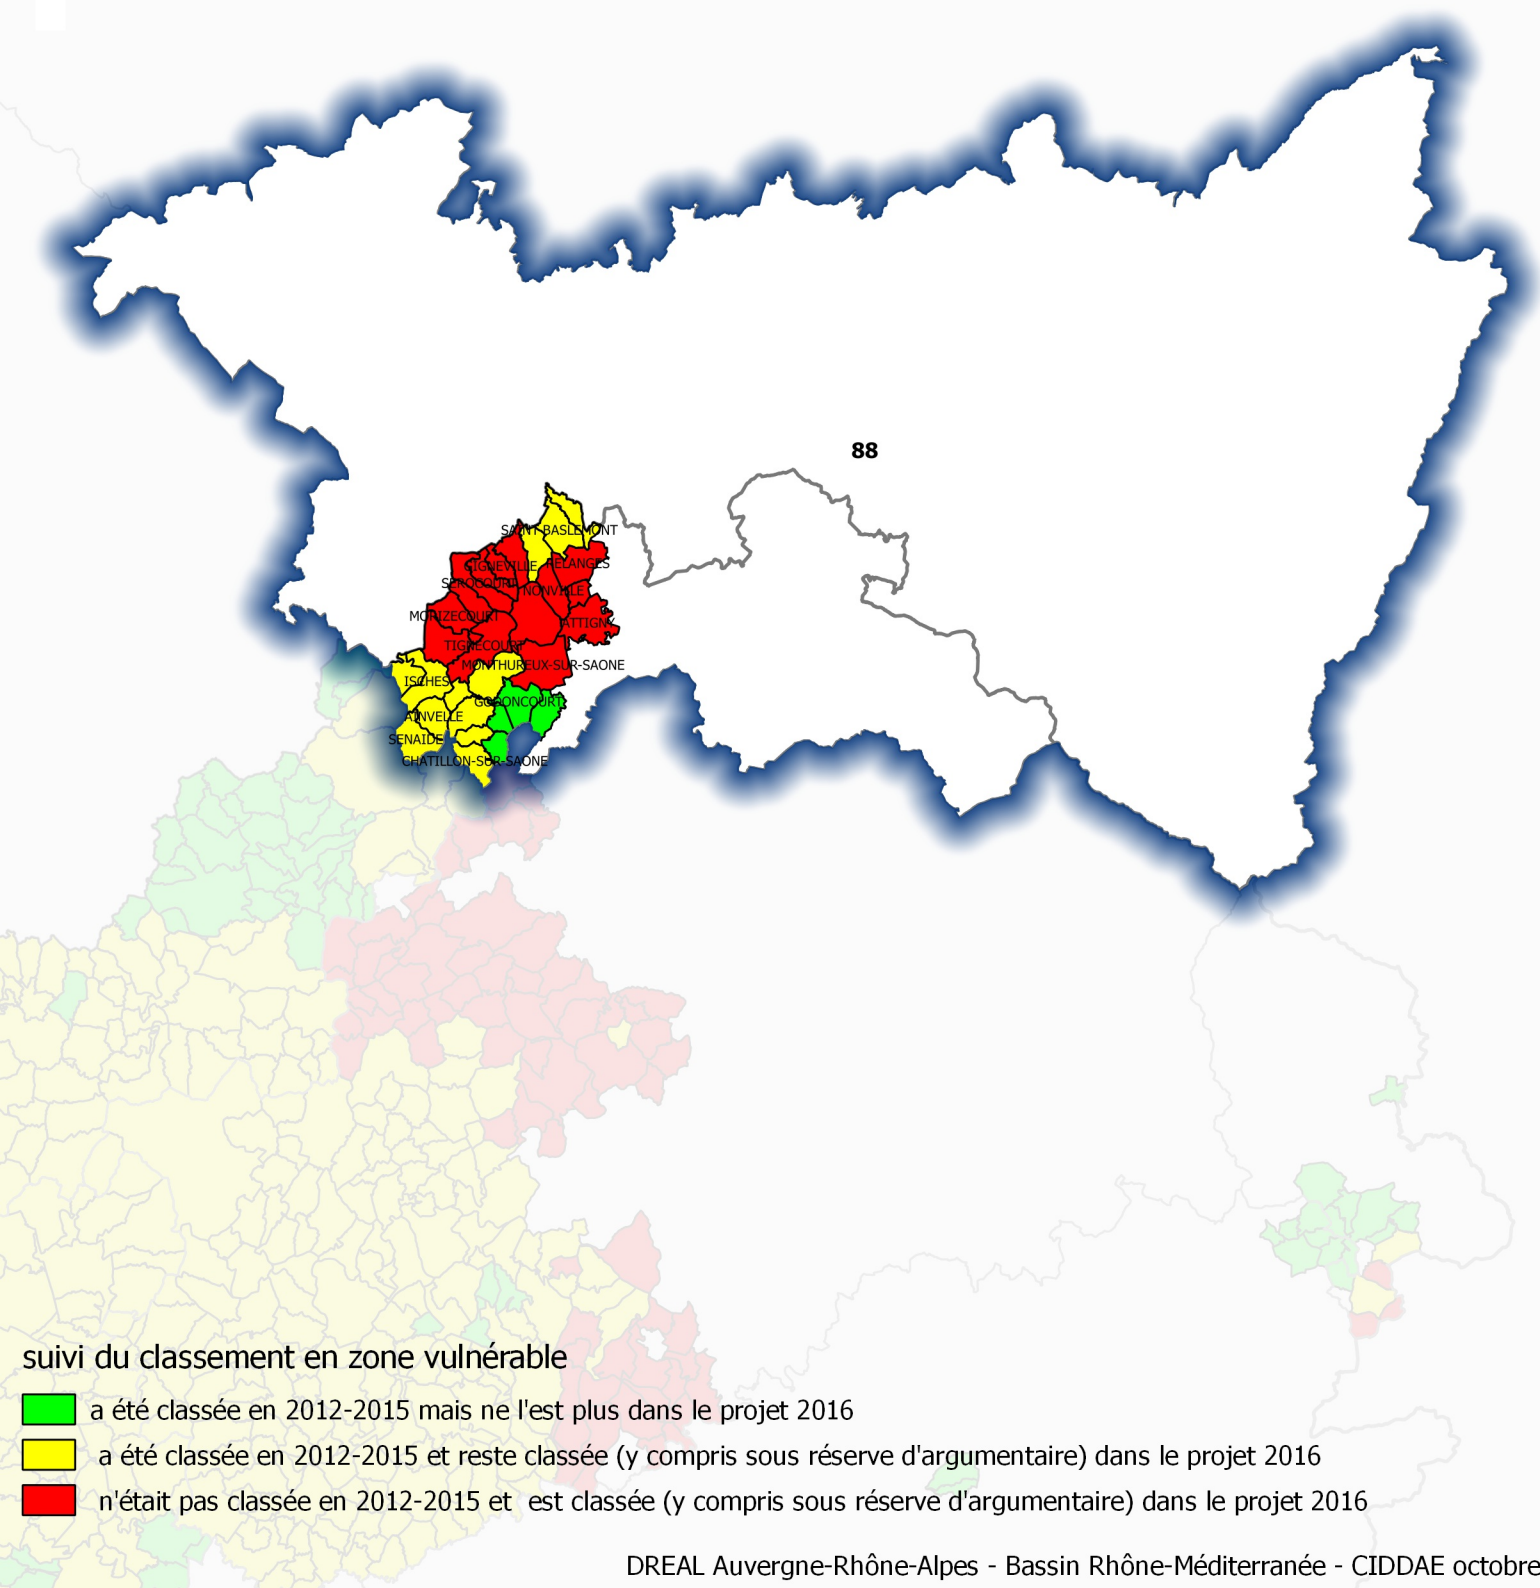 88
SAINT-BASLEMONT
GIGNEVILLE
RELANGES
SEROCOURT
NONVILLE
MORIZECOURT
ATTIGNY
TIGNECOURT
MONTHUREUX-SUR-SAONE
ISCHES
GODONCOURT
AINVELLE
SENAIDE
CHATILLON-SUR-SAONE
suivi du classement en zone vulnérable
a été classée en 2012-2015 mais ne l'est plus dans le projet 2016
a été classée en 2012-2015 et reste classée (y compris sous réserve d'argumentaire) dans le projet 2016
n'était pas classée en 2012-2015 et est classée (y compris sous réserve d'argumentaire) dans le projet 2016
DREAL Auvergne-Rhône-Alpes - Bassin Rhône-Méditerranée - CIDDAE octobre